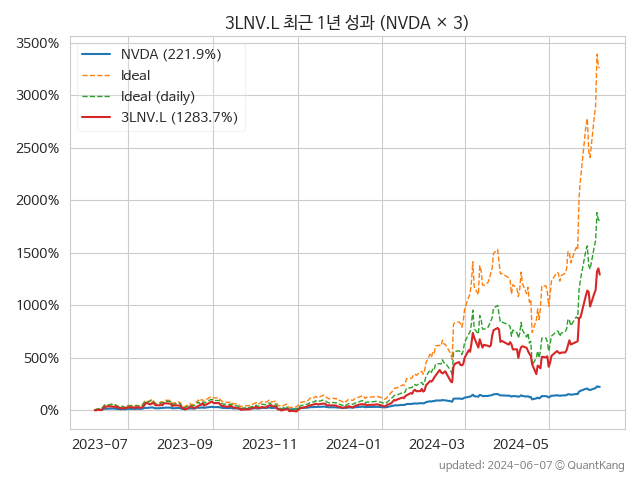 3LNV.L 최근 1년 성과 (NVDA × 3)
3500%
3000%
2500%
2000%
1500%
1000%
500%
0%
NVDA (221.9%)
Ideal
Ideal (daily)
3LNV.L (1283.7%)
2023-07 2023-09 2023-11 2024-01 2024-03 2024-05
updated: 2024-06-07 © QuantKang